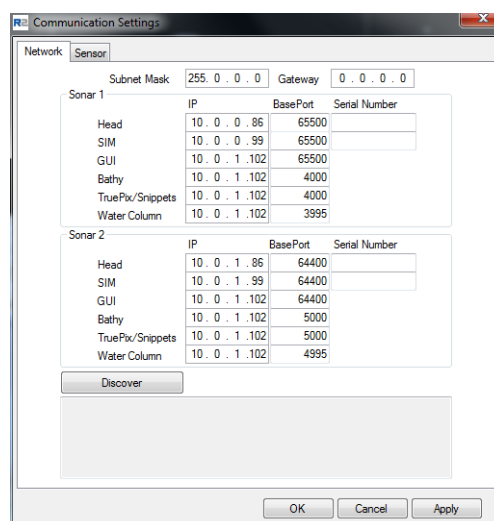 R2 Communication Settings X
Network Sensor
Subnet Mask 255. 0 . 0 . 0 Gateway 0 . 0 . 0 . 0
Sonar 1
IP BasePort Serial Number
Head 10 . 0 . 0 . 86 65500
SIM 10 . 0 . 0 . 99 65500
GUI 10 . 0 . 1 . 102 65500
Bathy 10 . 0 . 1 . 102 4000
TruePix/Snippets 10 . 0 . 1 . 102 4000
Water Column 10 . 0 . 1 . 102 3995
Sonar 2
IP BasePort Serial Number
Head 10 . 0 . 1 . 86 64400
SIM 10 . 0 . 1 . 99 64400
GUI 10 . 0 . 1 . 102 64400
Bathy 10 . 0 . 1 . 102 5000
TruePix/Snippets 10 . 0 . 1 . 102 5000
Water Column 10 . 0 . 1 . 102 4995
Discover
OK Cancel Apply